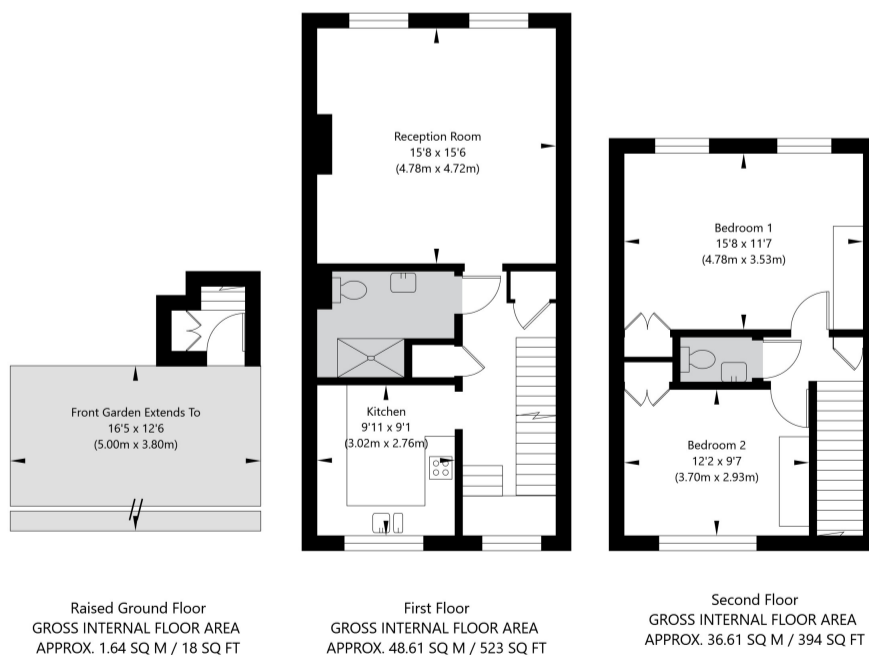 Reception Room
15'8 x 15'6
(4.78m x 4.72m)
Kitchen
9'11 x 9'1
(3.02m x 2.76m)
Bedroom 1
15'8 x 11'7
(4.78m x 3.53m)
Bedroom 2
12'2 x 9'7
(3.70m x 2.93m)
Front Garden Extends To
16'5 x 12'6
(5.00m x 3.80m)
Raised Ground Floor
GROSS INTERNAL FLOOR AREA
APPROX. 1.64 SQ M / 18 SQ FT
First Floor
GROSS INTERNAL FLOOR AREA
APPROX. 48.61 SQ M / 523 SQ FT
Second Floor
GROSS INTERNAL FLOOR AREA
APPROX. 36.61 SQ M / 394 SQ FT